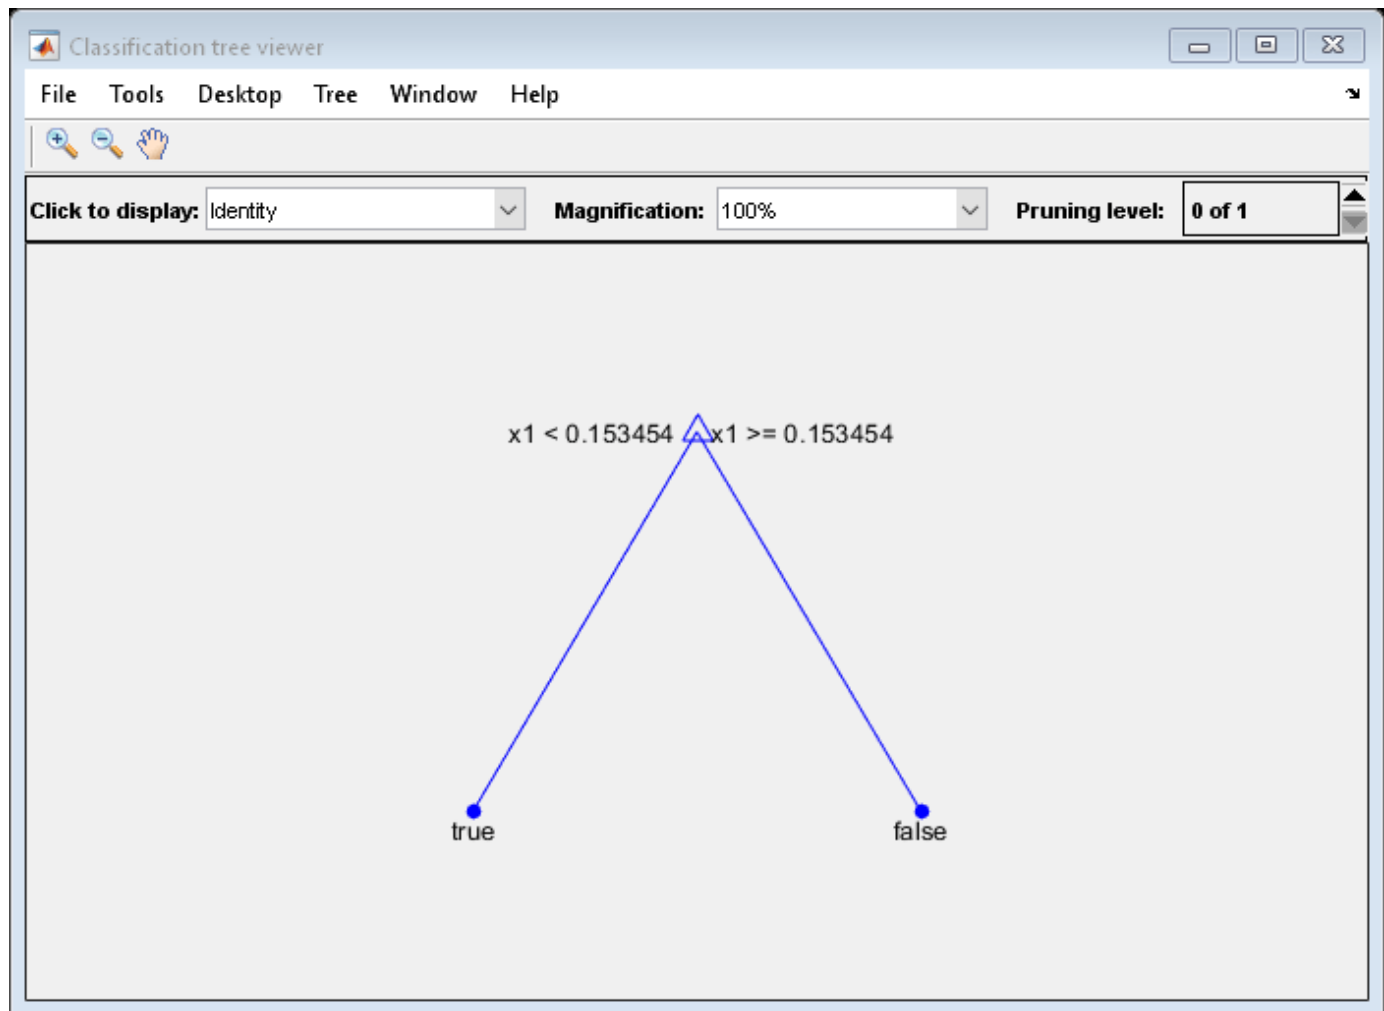 Classification tree viewer
File Tools Desktop Tree Window Help
Click to display: Identity Magnification: 100% Pruning level: 0 of 1
x1 < 0.153454 x1 >= 0.153454
true false